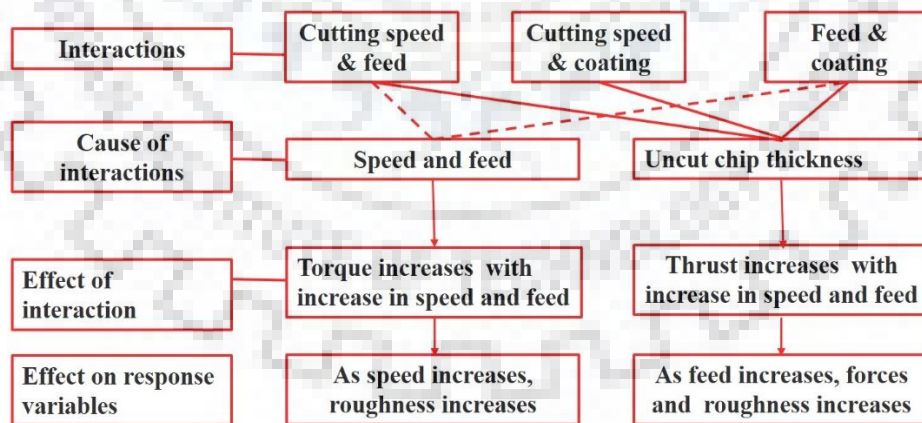 Interactions
Cutting speed
& feed
Cutting speed
& coating
Feed &
coating
Cause of
interactions
Speed and feed
Uncut chip thickness
Effect of
interaction
Torque increases with
increase in speed and feed
Thrust increases with
increase in speed and feed
Effect on response
variables
As speed increases,
roughness increases
As feed increases, forces
and roughness increases